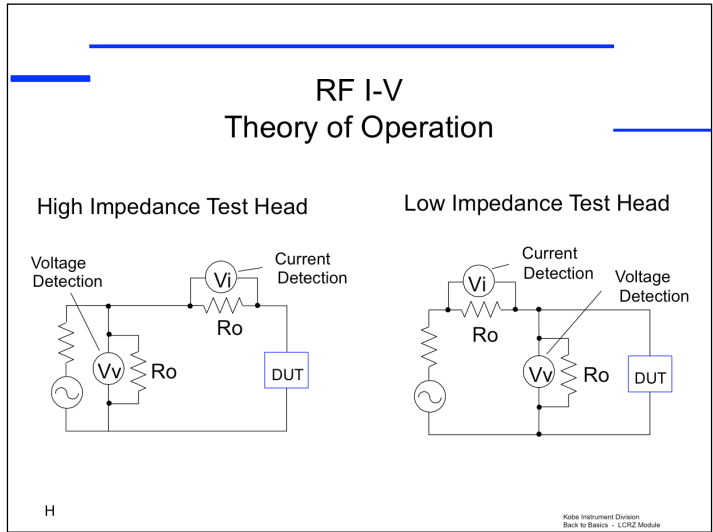 RF I-V
Theory of Operation
High Impedance Test Head
Low Impedance Test Head
Voltage
Detection
Current
Detection
Vi
Ro
Vv
Ro
DUT
Current
Detection
Voltage
Detection
Vi
Ro
Vv
Ro
DUT
H
Kobe Instrument Division
Back to Basics - LCRZ Module